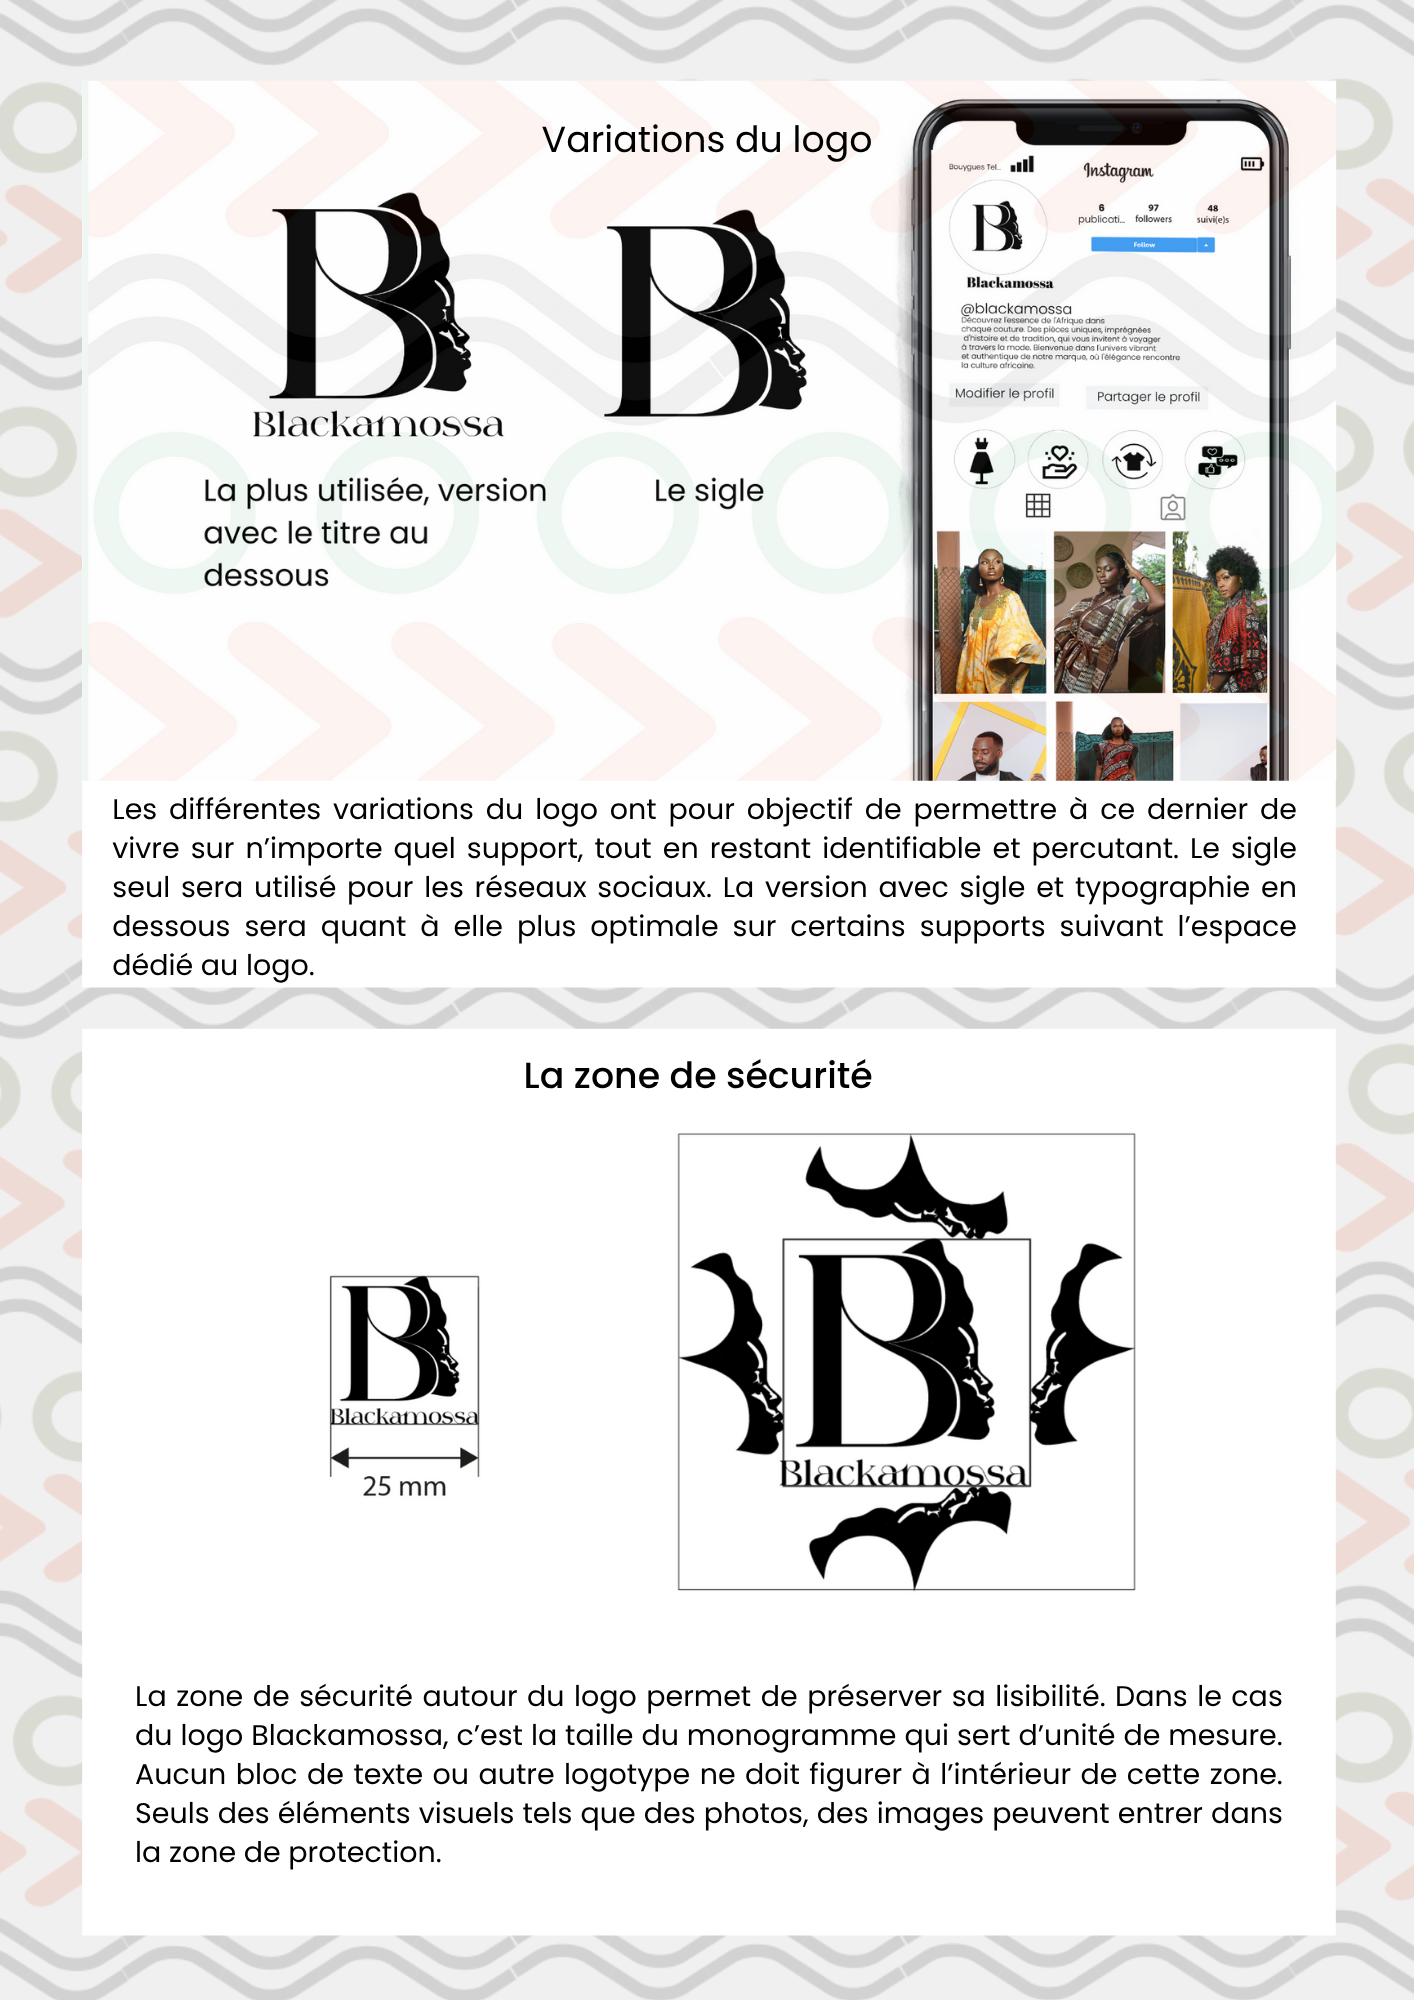 Variations du logo
Blackamossa
La plus utilisée, version
avec le titre au
dessous
Le sigle
Bouygues Tel...
Instagram
6
publicati...
97
followers
48
suivi(e)s
Follow
Blackamossa
@blackamossa
Découvrez l'essence de l'Afrique dans
chaque couture. Des pièces uniques, imprégnées
d'histoire et de tradition, qui vous invitent à voyager
à travers la mode. Bienvenue dans l'univers vibrant
et authentique de notre marque, où l'élégance rencontre
la culture africaine.
Modifier le profil
Partager le profil
Les différentes variations du logo ont pour objectif de permettre à ce dernier de
vivre sur n'importe quel support, tout en restant identifiable et percutant. Le sigle
seul sera utilisé pour les réseaux sociaux. La version avec sigle et typographie en
dessous sera quant à elle plus optimale sur certains supports suivant l'espace
dédié au logo.
La zone de sécurité
Blackamossa
25 mm
Blackamossa
La zone de sécurité autour du logo permet de préserver sa lisibilité. Dans le cas
du logo Blackamossa, c'est la taille du monogramme qui sert d'unité de mesure.
Aucun bloc de texte ou autre logotype ne doit figurer à l'intérieur de cette zone.
Seuls des éléments visuels tels que des photos, des images peuvent entrer dans
la zone de protection.